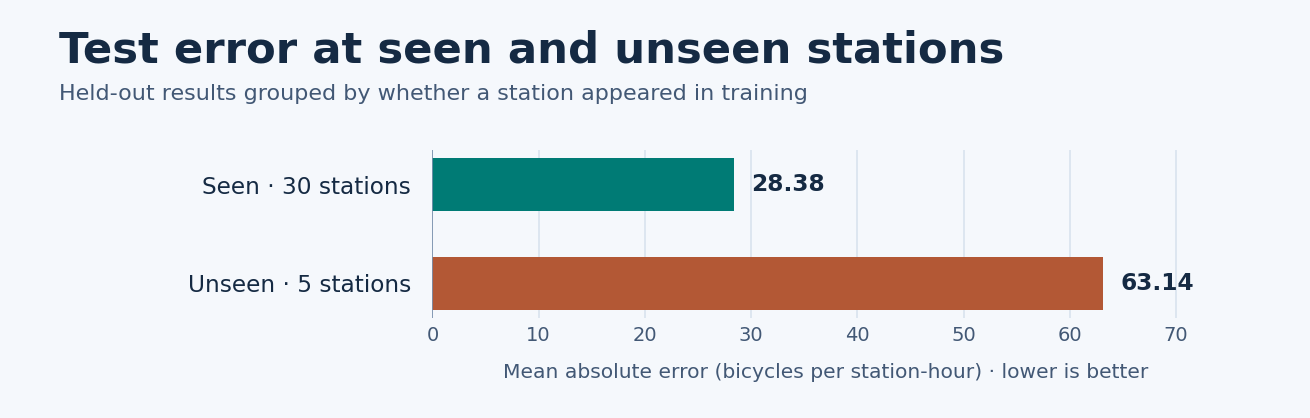 Test error at seen and unseen stations
Held-out results grouped by whether a station appeared in training
Seen · 30 stations
28.38
Unseen · 5 stations
63.14
0 10 20 30 40 50 60 70
Mean absolute error (bicycles per station-hour) · lower is better